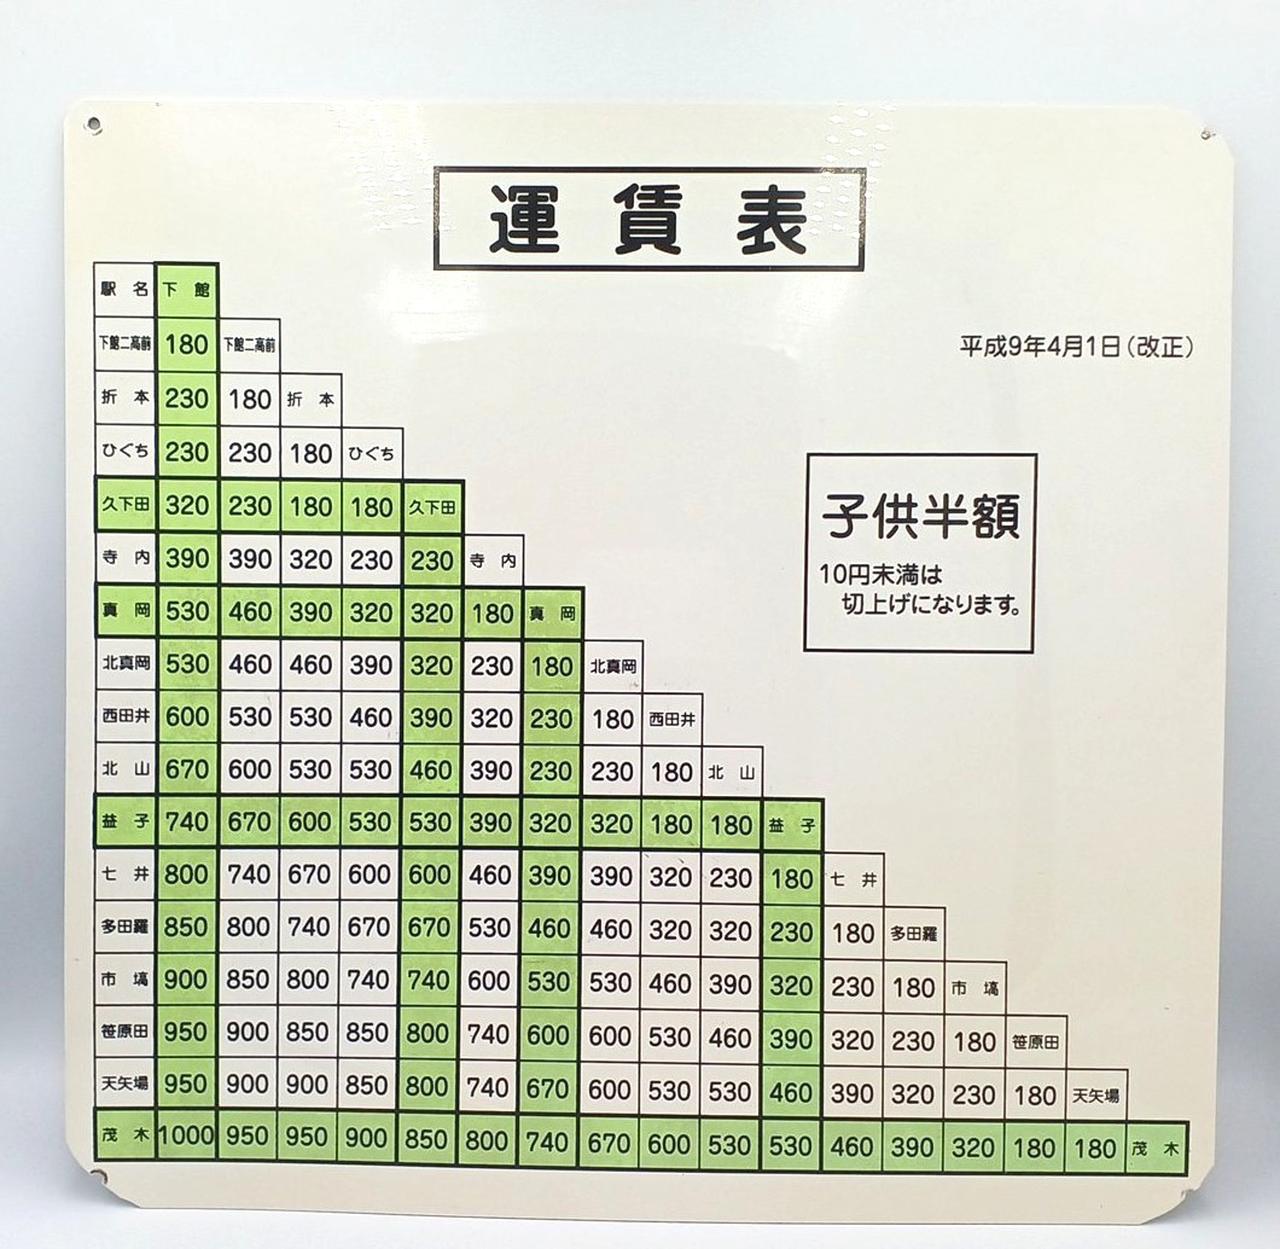 運賃表
平成9年4月1日(改正)
子供半額
10円未満は
切上げになります。
駅名 下館
下館二高前 180 下館二高前
折本 230 180 折本
ひぐち 230 230 180 ひぐち
久下田 320 230 180 180 久下田
寺内 390 390 320 230 230 寺内
真岡 530 460 390 320 320 180 真岡
北真岡 530 460 460 390 320 230 180 北真岡
西田井 600 530 530 460 390 320 230 180 西田井
北山 670 600 530 530 460 390 230 230 180 北山
益子 740 670 600 530 530 390 320 320 180 180 益子
七井 800 740 670 600 600 460 390 390 320 230 180 七井
多田羅 850 800 740 670 670 530 460 460 320 320 230 180 多田羅
市塙 900 850 800 740 740 600 530 530 460 390 320 230 180 市塙
笹原田 950 900 850 850 800 740 600 600 530 460 390 320 230 180 笹原田
天矢場 950 900 900 850 800 740 670 600 530 530 460 390 320 230 180 天矢場
茂木 1000 950 950 900 850 800 740 670 600 530 530 460 390 320 180 180 茂木